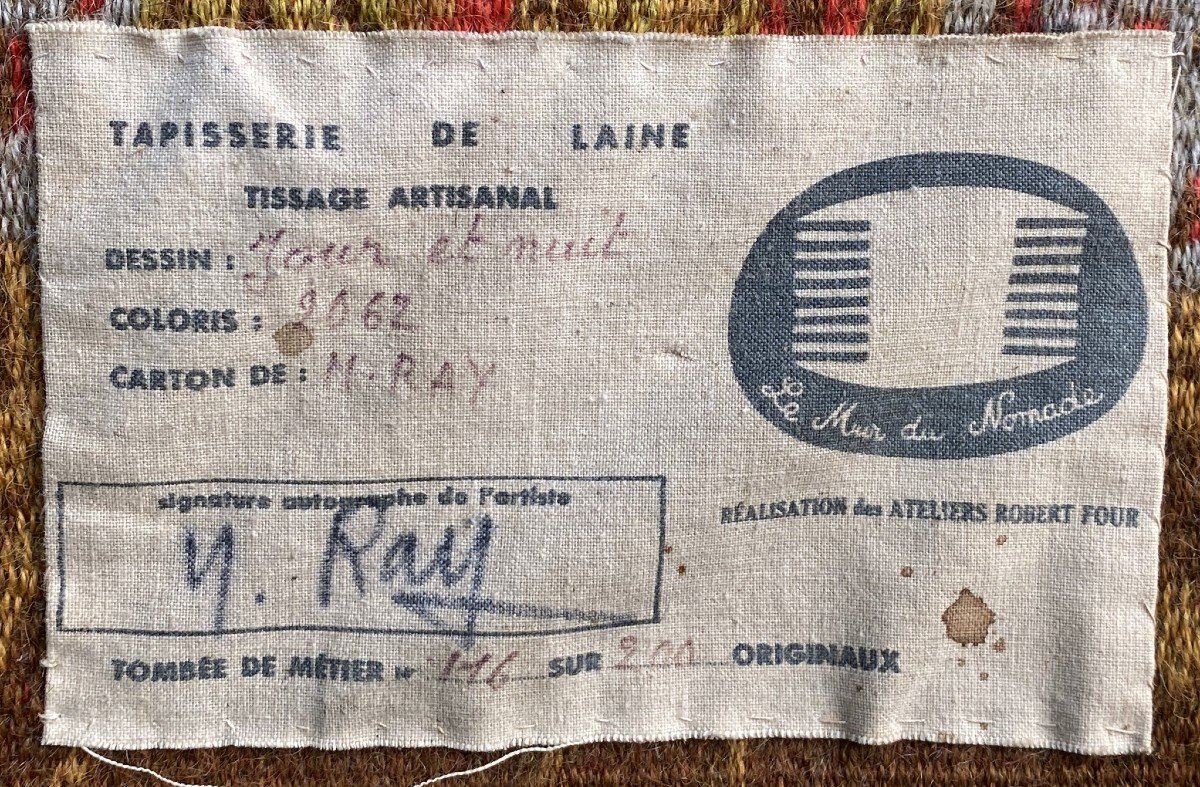 TAPISSERIE DE LAINE
TISSAGE ARTISANAL
DESSIN : Jour et nuit
COLORIS : 2062
CARTON DE : M. RAY
Le Mur du Nomade
RÉALISATION des ATELIERS ROBERT FOUR
signature autographe de l'artiste
Y. Ray
TOMBÉE DE MÉTIER N° 116 SUR 200 ORIGINAUX